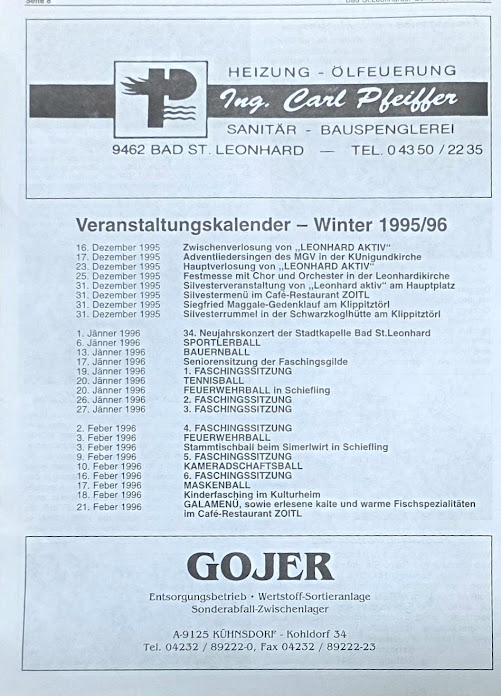 Seite 8
HEIZUNG - ÖLFEUERUNG
Ing. Carl Pfeiffer
SANITÄR - BAUSPENGLEREI
9462 BAD ST. LEONHARD — TEL. 0 43 50 / 22 35
Veranstaltungskalender – Winter 1995/96
16. Dezember 1995 Zwischenverlosung von „LEONHARD AKTIV“
17. Dezember 1995 Adventliedersingen des MGV in der KUnigundkirche
23. Dezember 1995 Hauptverlosung von „LEONHARD AKTIV“
25. Dezember 1995 Festmesse mit Chor und Orchester in der Leonhardikirche
31. Dezember 1995 Silvesterveranstaltung von „Leonhard aktiv“ am Hauptplatz
31. Dezember 1995 Silvestermenü im Café-Restaurant ZOITL
31. Dezember 1995 Siegfried Maggale-Gedenklauf am Klippitztörl
31. Dezember 1995 Silvesterrummel in der Schwarzkoglhütte am Klippitztörl
1. Jänner 1996 34. Neujahrskonzert der Stadtkapelle Bad St.Leonhard
6. Jänner 1996 SPORTLERBALL
13. Jänner 1996 BAUERNBALL
17. Jänner 1996 Seniorensitzung der Faschingsgilde
19. Jänner 1996 1. FASCHINGSSITZUNG
20. Jänner 1996 TENNISBALL
20. Jänner 1996 FEUERWEHRBALL in Schiefling
26. Jänner 1996 2. FASCHINGSSITZUNG
27. Jänner 1996 3. FASCHINGSSITZUNG
2. Feber 1996 4. FASCHINGSSITZUNG
3. Feber 1996 FEUERWEHRBALL
3. Feber 1996 Stammtischball beim Simerlwirt in Schiefling
9. Feber 1996 5. FASCHINGSSITZUNG
10. Feber 1996 KAMERADSCHAFTSBALL
16. Feber 1996 6. FASCHINGSSITZUNG
17. Feber 1996 MASKENBALL
18. Feber 1996 Kinderfasching im Kulturheim
21. Feber 1996 GALAMENÜ, sowie erlesene kalte und warme Fischspezialitäten
im Café-Restaurant ZOITL
GOJER
Entsorgungsbetrieb • Wertstoff-Sortieranlage
Sonderabfall-Zwischenlager
A-9125 KÜHNSDORF - Kohldorf 34
Tel. 04232 / 89222-0, Fax 04232 / 89222-23